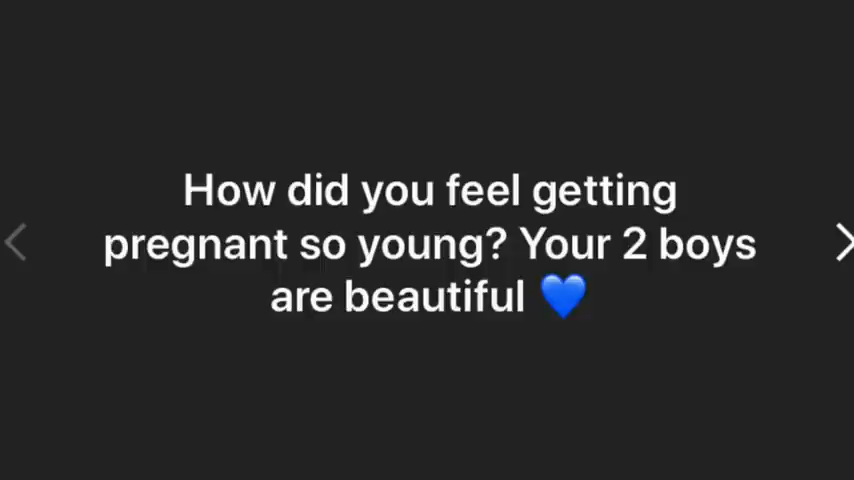 How did you feel getting
pregnant so young? Your 2 boys
are beautiful 💙